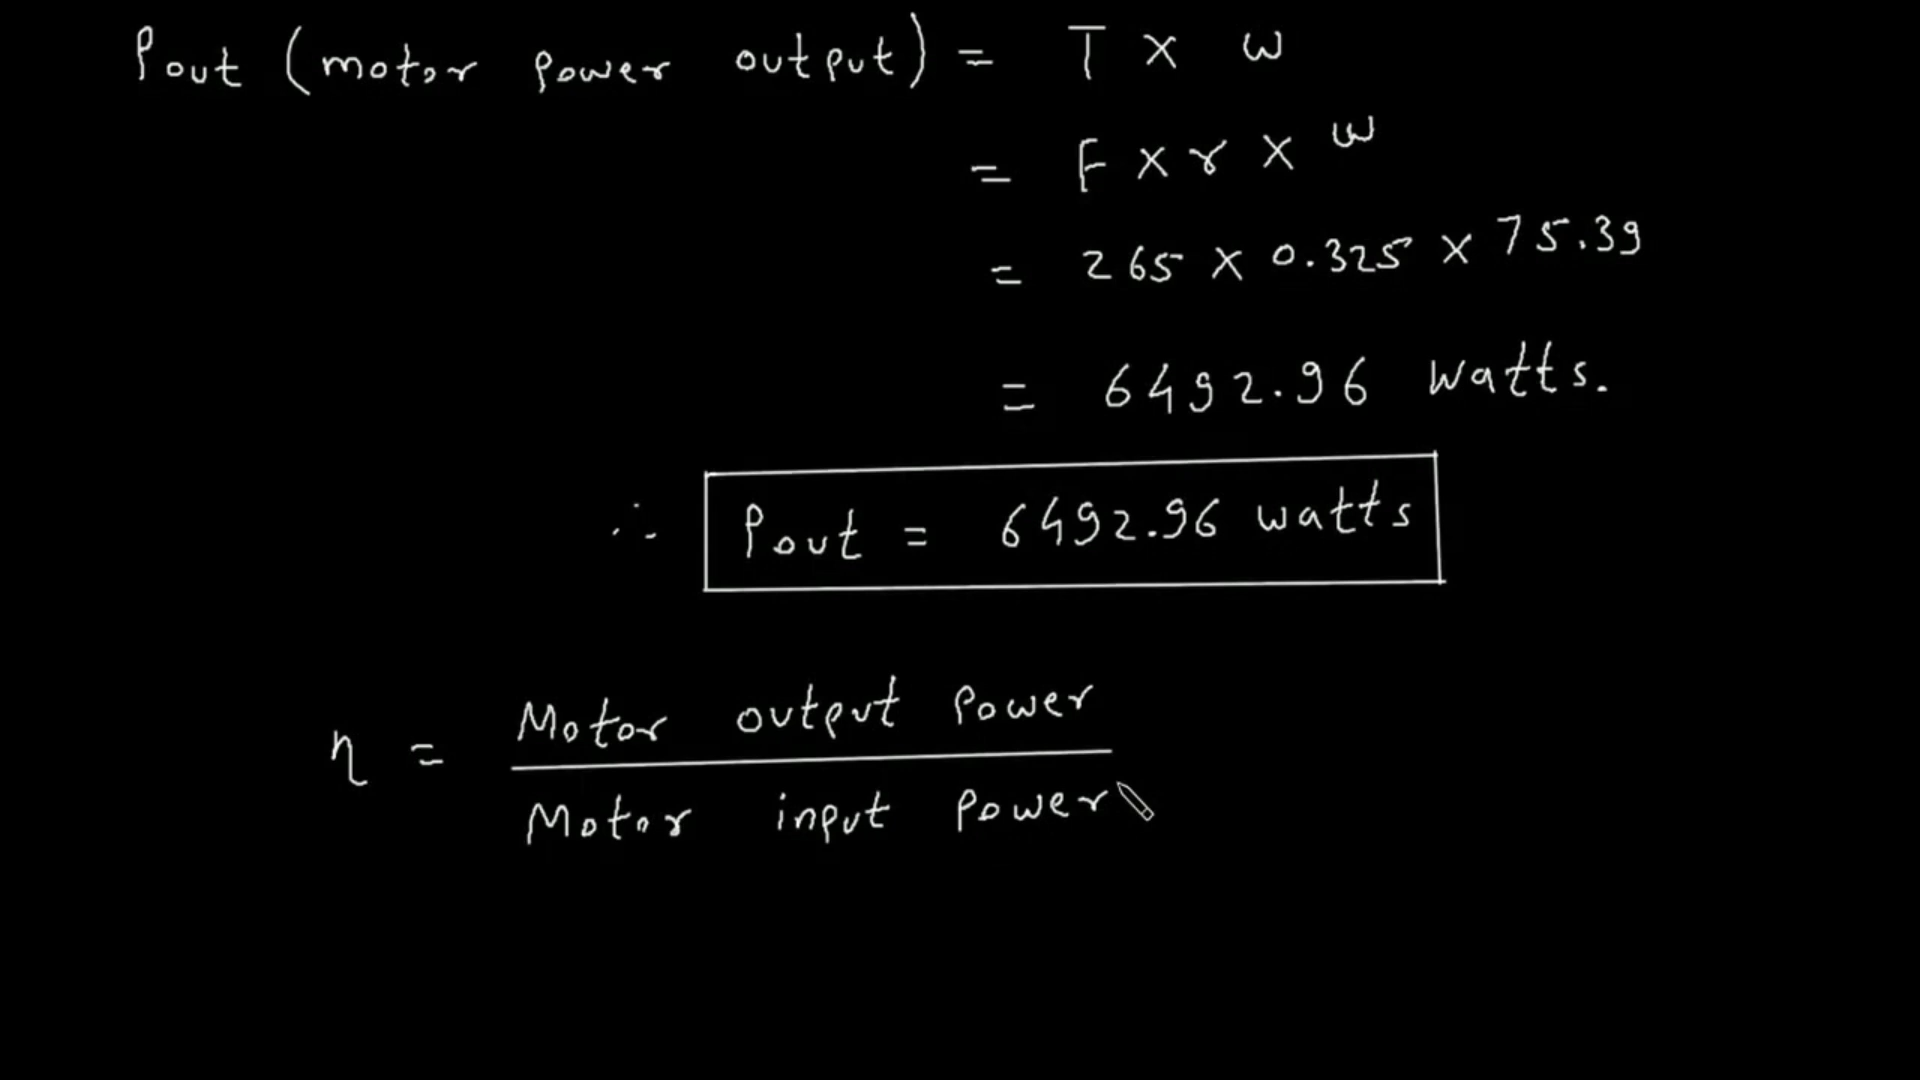 Pout (motor power output) = T × w
= F × r × w
= 265 × 0.325 × 75.39
= 6492.96 watts.
∴ Pout = 6492.96 watts
η = Motor output Power
Motor input Power